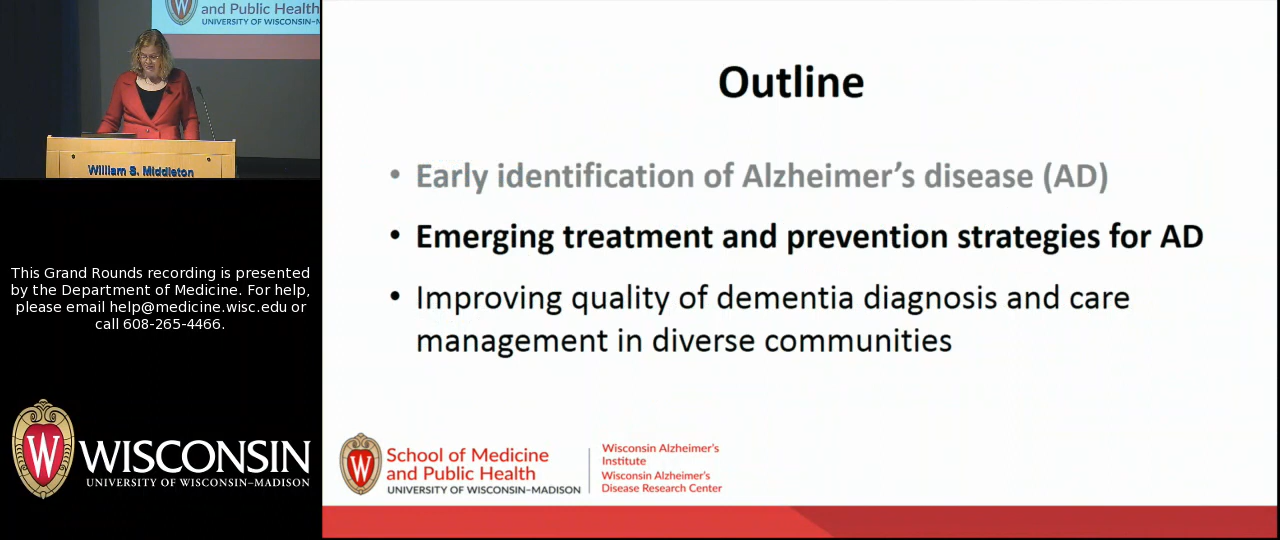 and Public Health
UNIVERSITY OF WISCONSIN–M
William S. Middleton
This Grand Rounds recording is presented
by the Department of Medicine. For help,
please email help@medicine.wisc.edu or
call 608-265-4466.
W WISCONSIN
UNIVERSITY OF WISCONSIN–MADISON
Outline
• Early identification of Alzheimer’s disease (AD)
• Emerging treatment and prevention strategies for AD
• Improving quality of dementia diagnosis and care
management in diverse communities
W
School of Medicine
and Public Health
UNIVERSITY OF WISCONSIN–MADISON
Wisconsin Alzheimer’s
Institute
Wisconsin Alzheimer’s
Disease Research Center